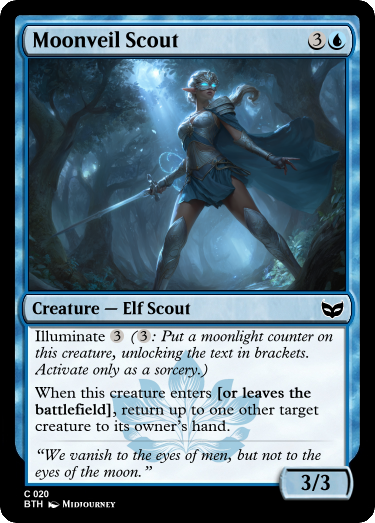 Moonveil Scout 3
Creature — Elf Scout
Illuminate 3 (3: Put a moonlight counter on
this creature, unlocking the text in brackets.
Activate only as a sorcery.)
When this creature enters [or leaves the
battlefield], return up to one other target
creature to its owner's hand.
“We vanish to the eyes of men, but not to the
eyes of the moon.”
3/3
C 020
BTH Midjourney